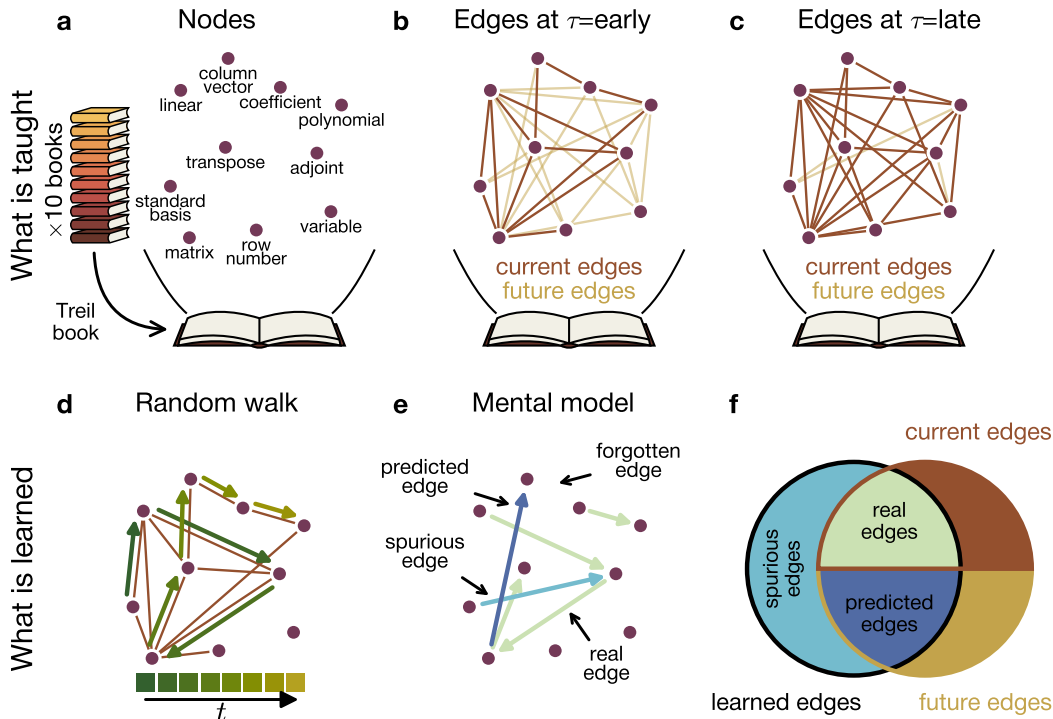 a
Nodes
b
Edges at τ=early
c
Edges at τ=late
What is taught
× 10 books
column
vector
linear
coefficient
polynomial
transpose
adjoint
standard
basis
variable
matrix
row
number
Treil
book
current edges
future edges
current edges
future edges
d
Random walk
e
Mental model
f
What is learned
t
predicted
edge
forgotten
edge
spurious
edge
real
edge
current edges
real
edges
spurious
edges
predicted
edges
learned edges
future edges